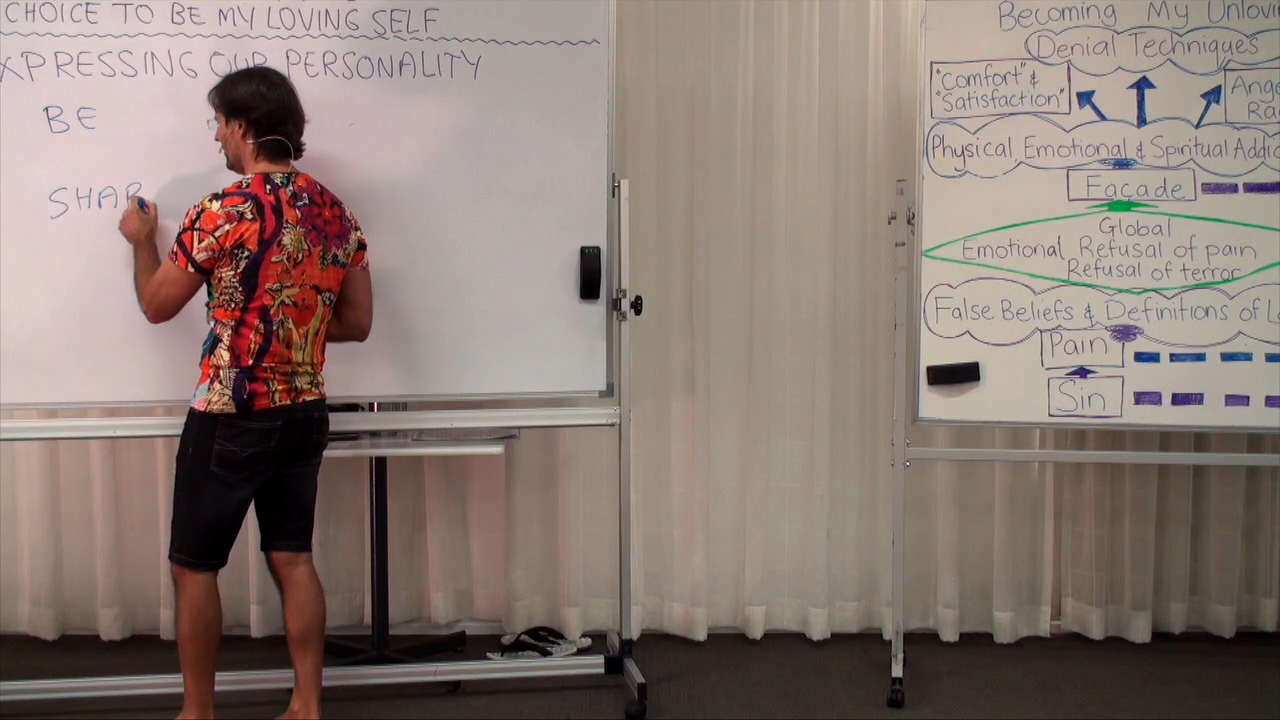 CHOICE TO BE MY LOVING SELF
XPRESSING OUR PERSONALITY
BE
SHAR
Becoming My Unlovin
Denial Techniques
"Comfort" &
"Satisfaction"
Ange
Ra
Physical Emotional & Spiritual Addic
Façade
Global
Emotional Refusal of pain
Refusal of terror
False Beliefs & Definitions of L
Pain
Sin